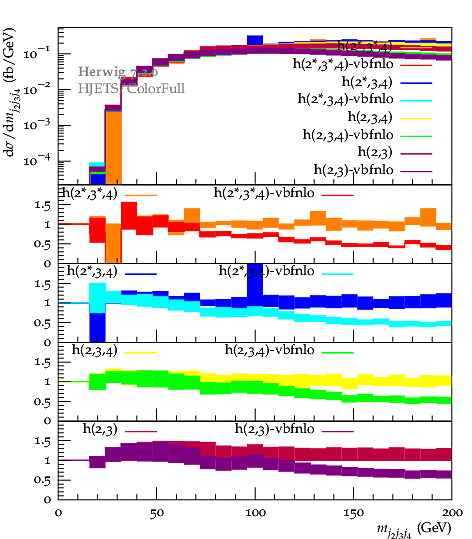 h(2*,3*,4)
h(2*,3*,4)-vbfnlo
h(2*,3,4)
h(2*,3,4)-vbfnlo
h(2,3,4)
h(2,3,4)-vbfnlo
h(2,3)
h(2,3)-vbfnlo
HJETS, ColorFull
Herwig
dσ/dm_{j₂j₃j₄} (fb/GeV)
10⁻¹
10⁻²
10⁻³
10⁻⁴
h(2*,3*,4) h(2*,3*,4)-vbfnlo
1.5
1
0.5
0
h(2*,3,4) h(2*,3,4)-vbfnlo
1.5
1
0.5
0
h(2,3,4) h(2,3,4)-vbfnlo
1.5
1
0.5
0
h(2,3) h(2,3)-vbfnlo
1.5
1
0.5
0
0 50 100 150 200
m_{j₂j₃j₄} (GeV)